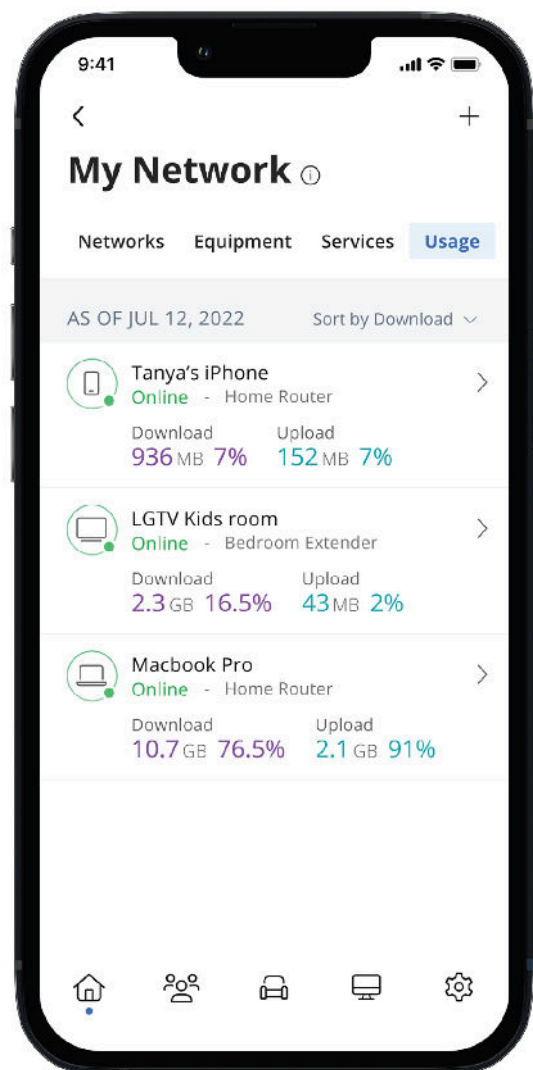 9:41
My Network
Networks Equipment Services Usage
AS OF JUL 12, 2022 Sort by Download
Tanya’s iPhone
Online - Home Router
Download Upload
936 MB 7% 152 MB 7%
LGTV Kids room
Online - Bedroom Extender
Download Upload
2.3 GB 16.5% 43 MB 2%
Macbook Pro
Online - Home Router
Download Upload
10.7 GB 76.5% 2.1 GB 91%